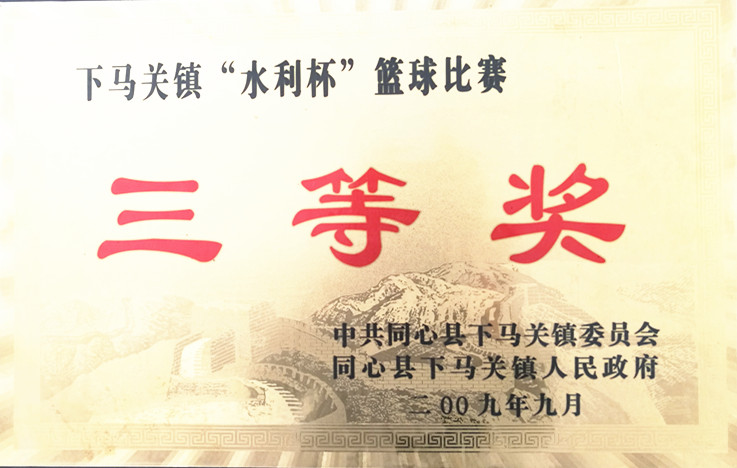 下马关镇“水利杯”篮球比赛
三等奖
中共同心县下马关镇委员会
同心县下马关镇人民政府
二00九年九月